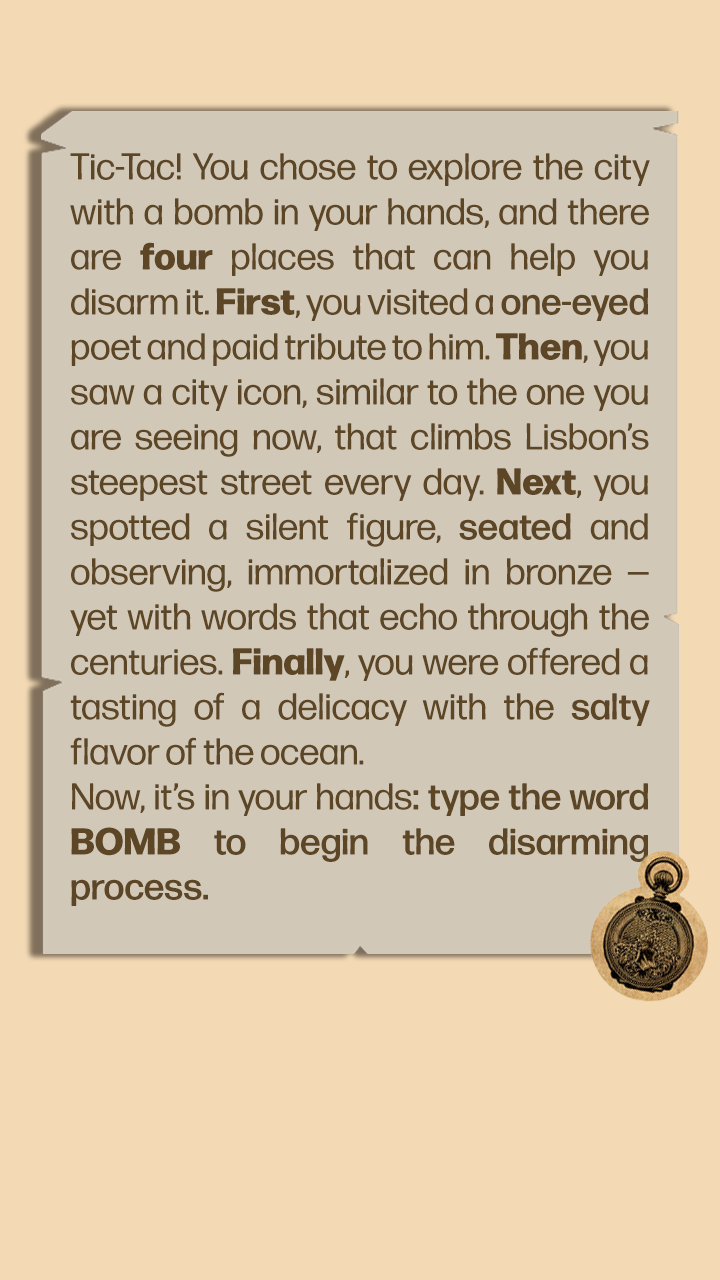 Tic-Tac! You chose to explore the city
with a bomb in your hands, and there
are four places that can help you
disarm it. First, you visited a one-eyed
poet and paid tribute to him. Then, you
saw a city icon, similar to the one you
are seeing now, that climbs Lisbon’s
steepest street every day. Next, you
spotted a silent figure, seated and
observing, immortalized in bronze —
yet with words that echo through the
centuries. Finally, you were offered a
tasting of a delicacy with the salty
flavor of the ocean.
Now, it’s in your hands: type the word
BOMB to begin the disarming
process.